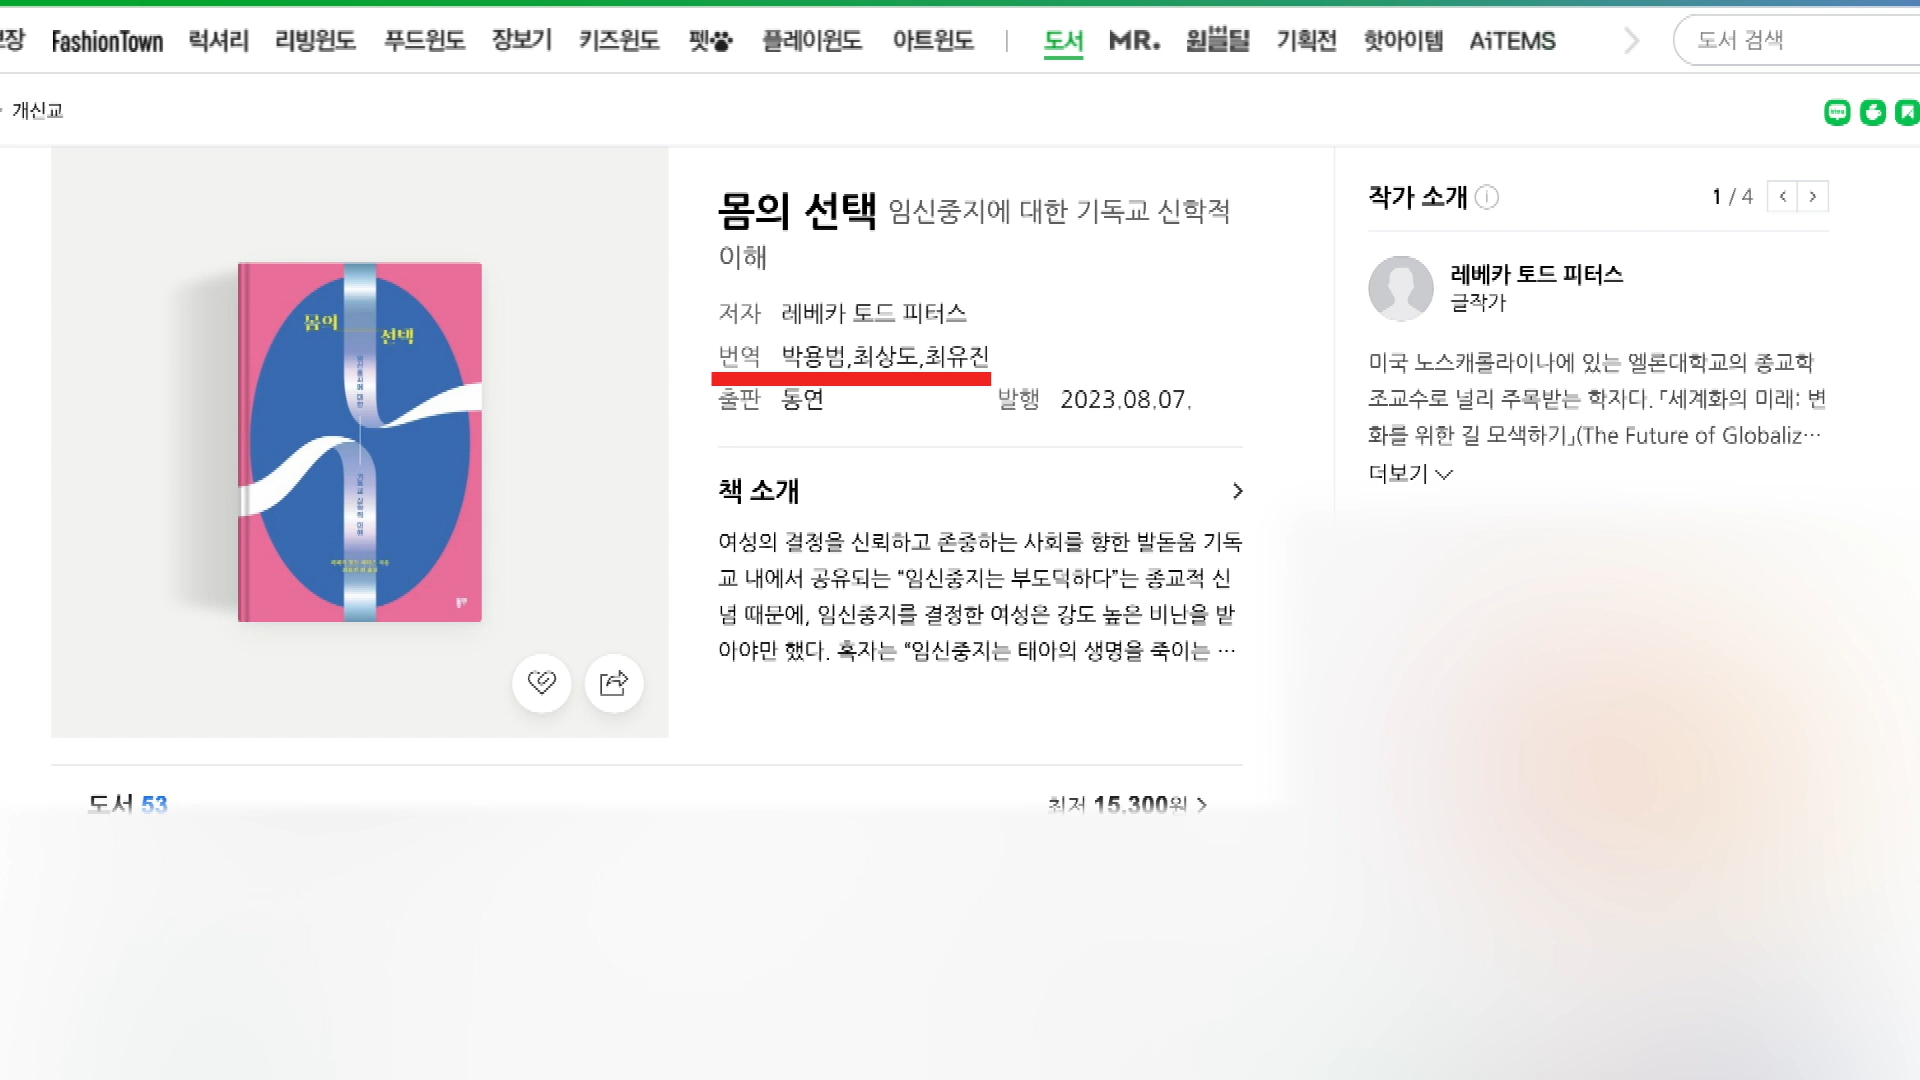 FashionTown 럭셔리 리빙윈도 푸드윈도 장보기 키즈윈도 펫 플레이윈도 아트윈도 | 도서 MR. 원쁠딜 기획전 핫아이템 AiTEMS
도서 검색
개신교
몸의 선택
몸의 선택 임신중지에 대한 기독교 신학적
이해
저자 레베카 토드 피터스
번역 박용범,최상도,최유진
출판 동연 발행 2023.08.07.
책 소개
여성의 결정을 신뢰하고 존중하는 사회를 향한 발돋움 기독
교 내에서 공유되는 “임신중지는 부도덕하다”는 종교적 신
념 때문에, 임신중지를 결정한 여성은 강도 높은 비난을 받
아야만 했다. 혹자는 “임신중지는 태아의 생명을 죽이는 …
작가 소개
1 / 4
레베카 토드 피터스
글작가
미국 노스캐롤라이나에 있는 엘론대학교의 종교학
조교수로 널리 주목받는 학자다.「세계화의 미래: 변
화를 위한 길 모색하기」(The Future of Globaliz…
더보기
도서 53
최저 15,300원